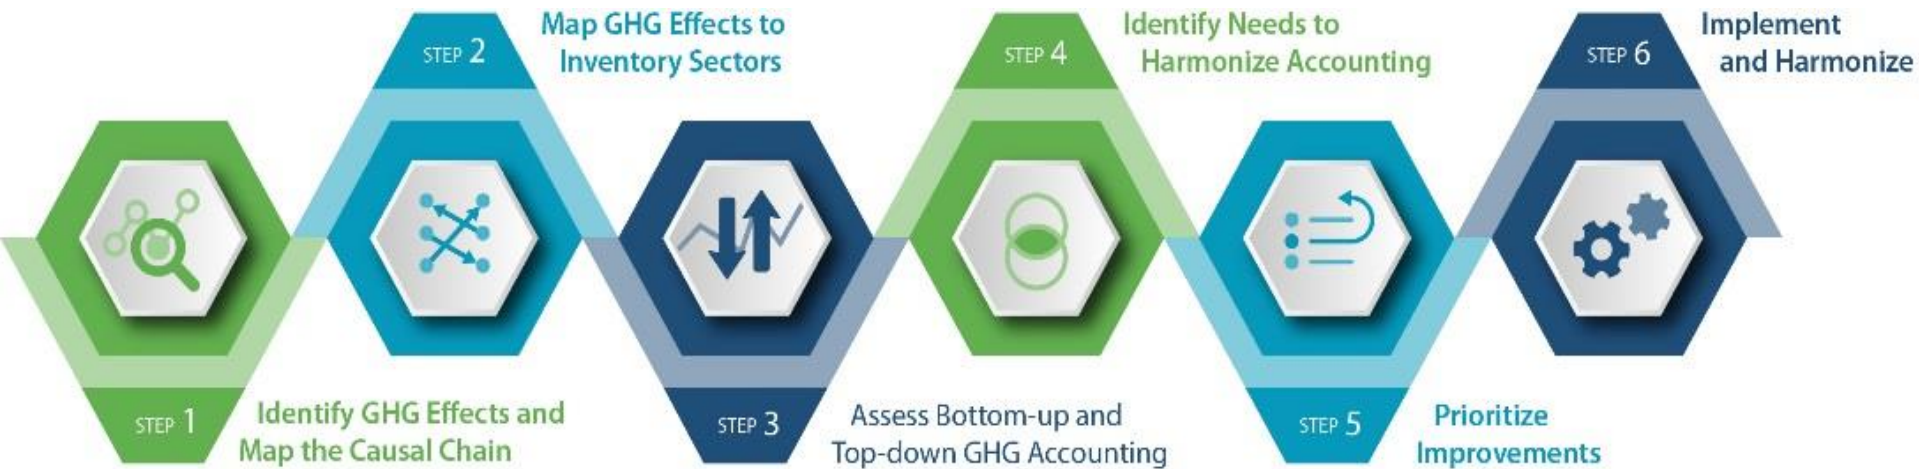 STEP 1
Identify GHG Effects and
Map the Causal Chain
STEP 2
Map GHG Effects to
Inventory Sectors
STEP 3
Assess Bottom-up and
Top-down GHG Accounting
STEP 4
Identify Needs to
Harmonize Accounting
STEP 5
Prioritize
Improvements
STEP 6
Implement
and Harmonize